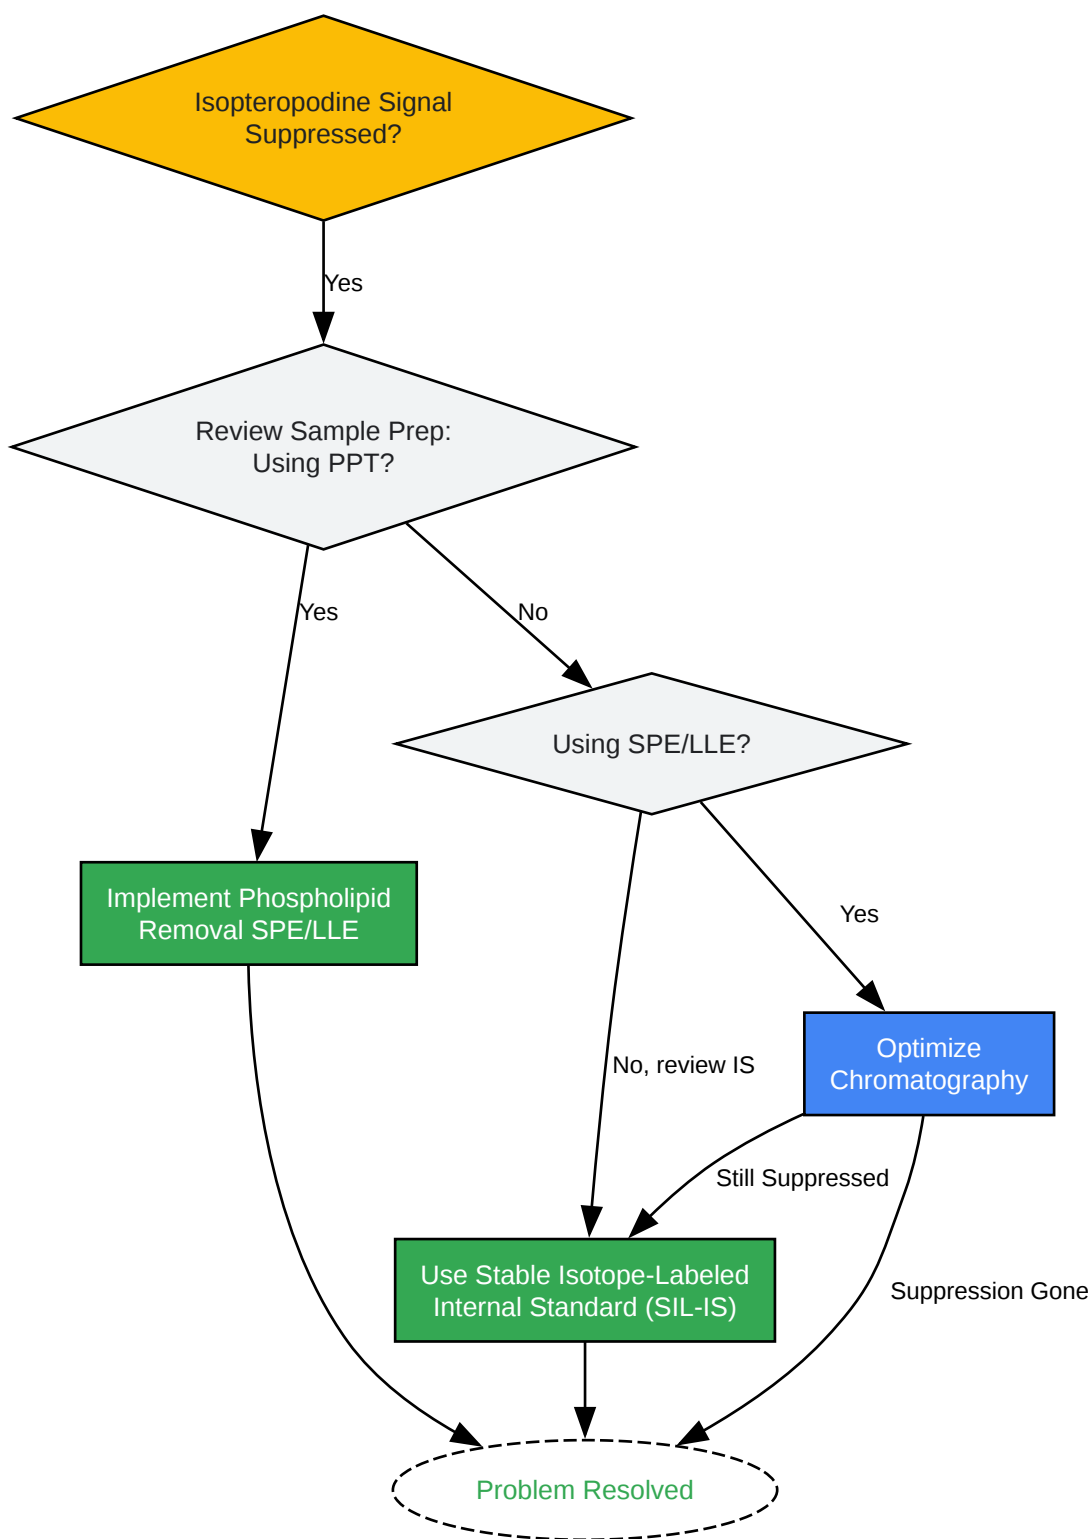 Isopteropodine Signal
Suppressed?
Yes
Review Sample Prep:
Using PPT?
Yes
No
Using SPE/LLE?
Implement Phospholipid
Removal SPE/LLE
Yes
Optimize
Chromatography
No, review IS
Still Suppressed
Use Stable Isotope-Labeled
Internal Standard (SIL-IS)
Suppression Gone
Problem Resolved